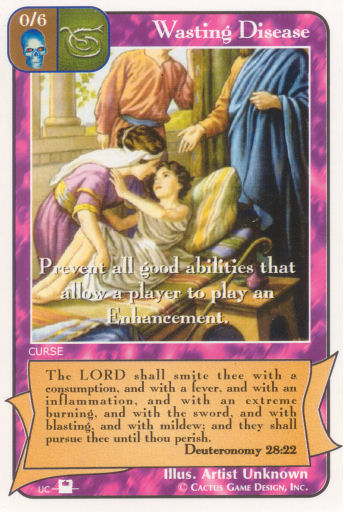 0/6
Wasting Disease
Prevent all good abilities that
allow a player to play an
Enhancement.
CURSE
The LORD shall smite thee with a
consumption, and with a fever, and with an
inflammation, and with an extreme
burning, and with the sword, and with
blasting, and with mildew; and they shall
pursue thee until thou perish.
Deuteronomy 28:22
Illus. Artist Unknown
UC
© CACTUS GAME DESIGN, INC.